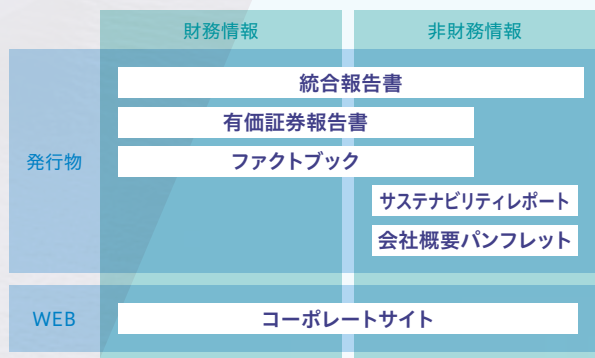 財務情報
非財務情報
発行物
統合報告書
有価証券報告書
ファクトブック
サステナビリティレポート
会社概要パンフレット
WEB
コーポレートサイト